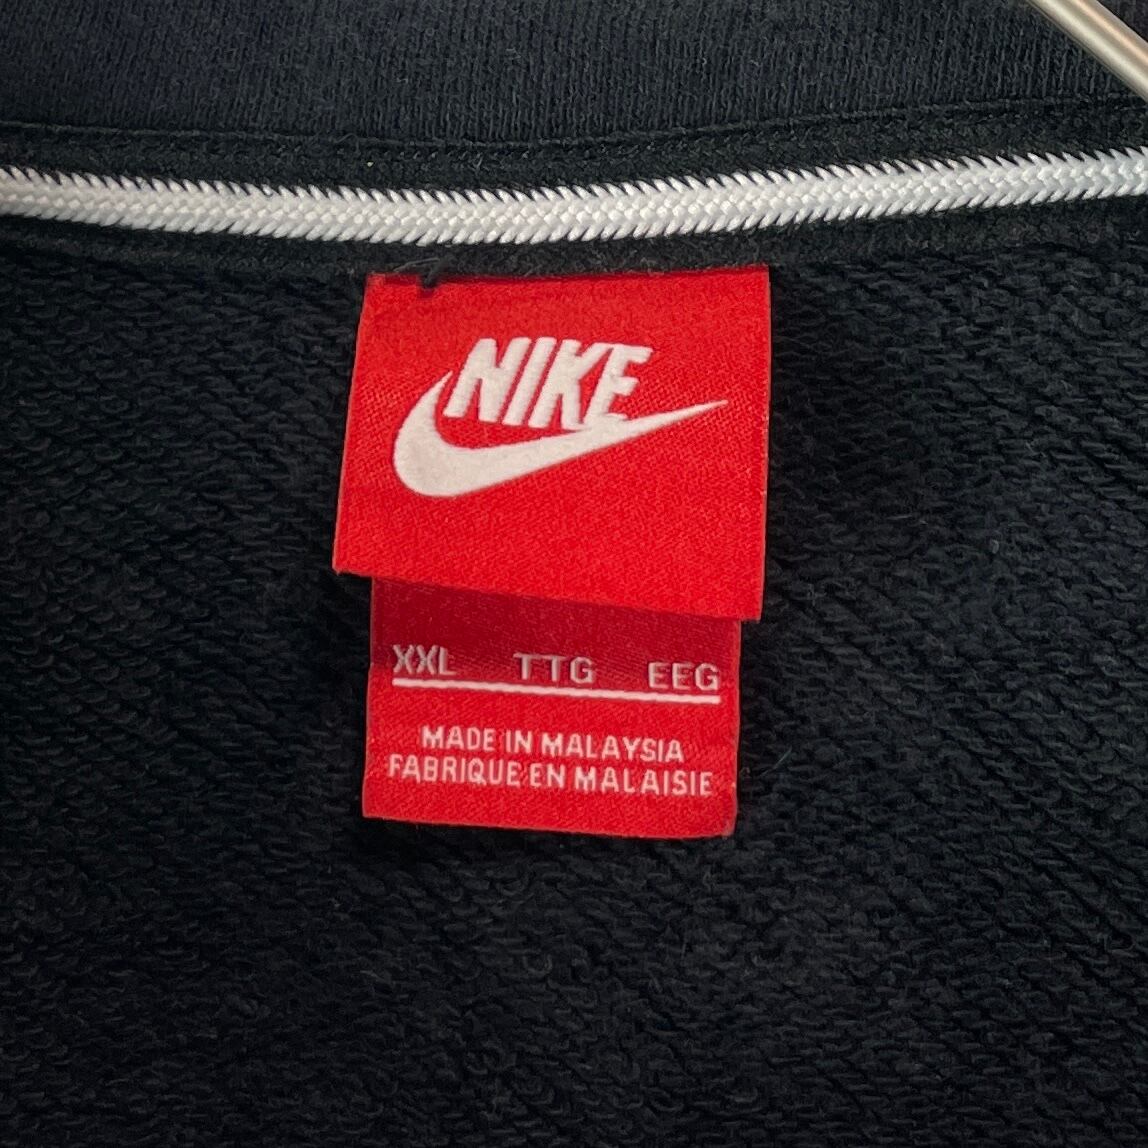 NIKE
XXL TTG EEG
MADE IN MALAYSIA
FABRIQUE EN MALAISIE